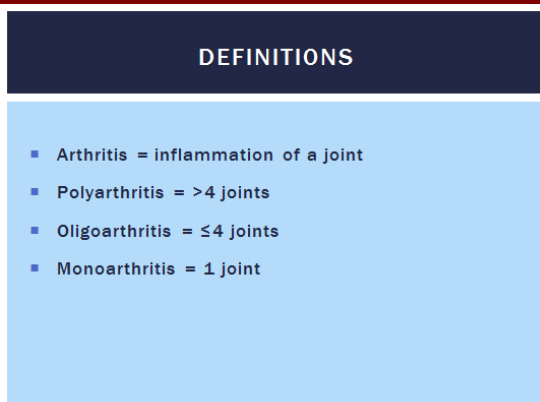 DEFINITIONS
▪ Arthritis = inflammation of a joint
▪ Polyarthritis = >4 joints
▪ Oligoarthritis = ≤4 joints
▪ Monoarthritis = 1 joint